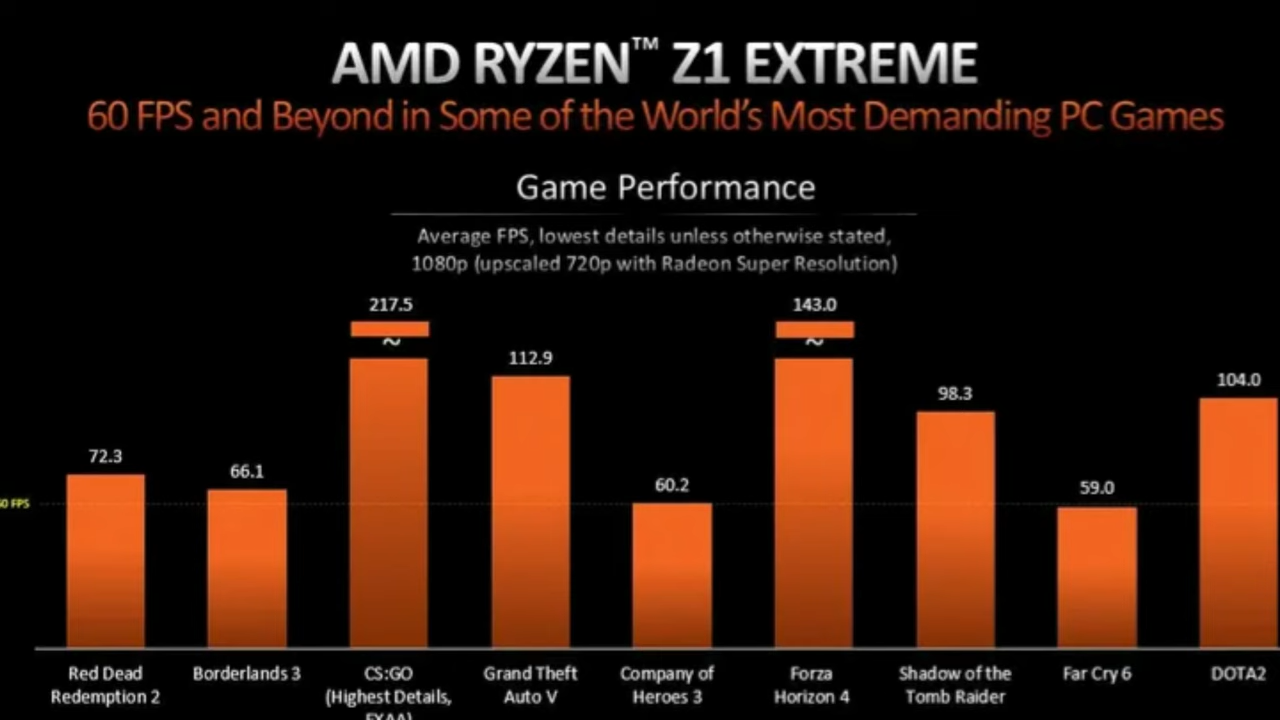 AMD RYZEN™ Z1 EXTREME
60 FPS and Beyond in Some of the World's Most Demanding PC Games
Game Performance
Average FPS, lowest details unless otherwise stated,
1080p (upscaled 720p with Radeon Super Resolution)
217.5
143.0
~
~
112.9
104.0
98.3
72.3
66.1
60.2
59.0
60 FPS
Red Dead
Redemption 2
Borderlands 3
CS:GO
(Highest Details,
FXAA)
Grand Theft
Auto V
Company of
Heroes 3
Forza
Horizon 4
Shadow of the
Tomb Raider
Far Cry 6
DOTA2